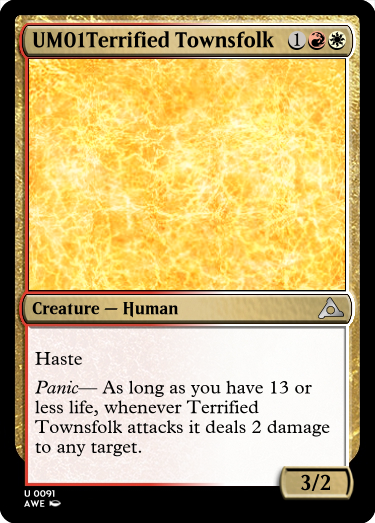 UM01Terrified Townsfolk 1
Creature — Human
Haste
Panic— As long as you have 13 or
less life, whenever Terrified
Townsfolk attacks it deals 2 damage
to any target.
3/2
U 0091
AWE